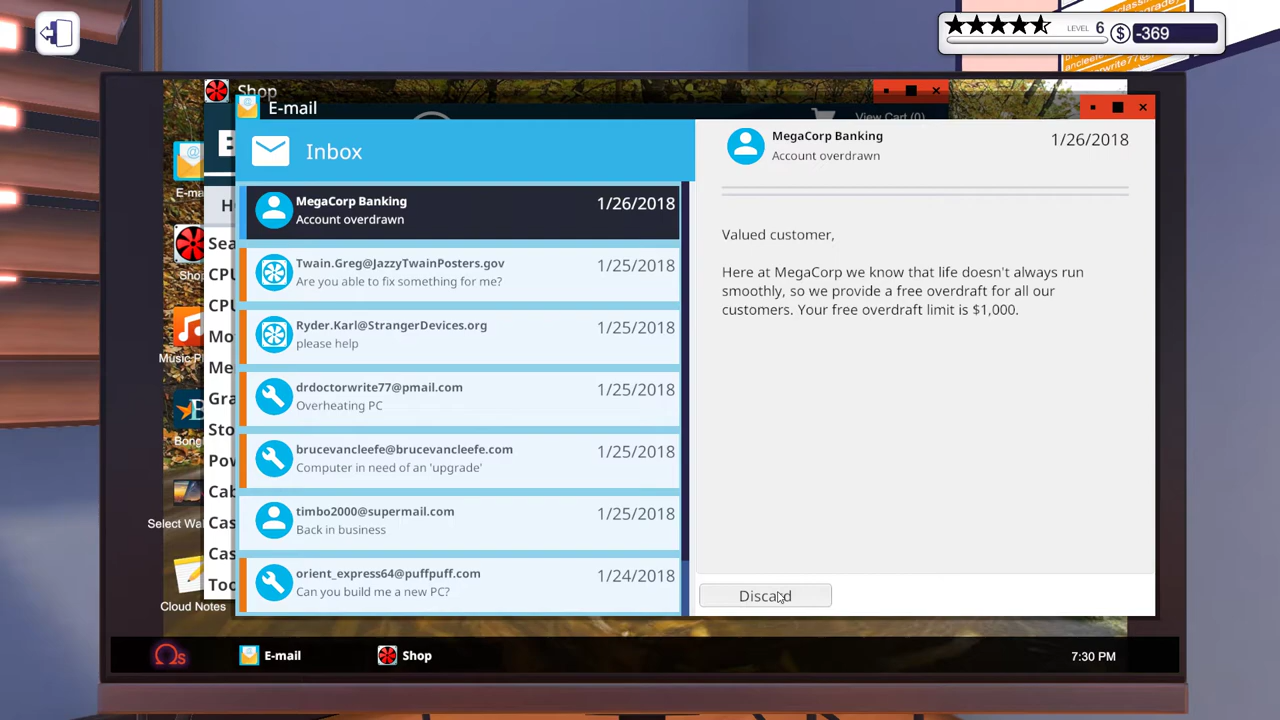 LEVEL 6 $ -369
Shop
E-mail
View Cart (0)
Inbox
MegaCorp Banking
Account overdrawn
1/26/2018
MegaCorp Banking 1/26/2018
Account overdrawn
Twain.Greg@JazzyTwainPosters.gov 1/25/2018
Are you able to fix something for me?
Ryder.Karl@StrangerDevices.org 1/25/2018
please help
drdoctorwrite77@pmail.com 1/25/2018
Overheating PC
brucevancleefe@brucevancleefe.com 1/25/2018
Computer in need of an 'upgrade'
timbo2000@supermail.com 1/25/2018
Back in business
orient_express64@puffpuff.com 1/24/2018
Can you build me a new PC?
Valued customer,
Here at MegaCorp we know that life doesn't always run
smoothly, so we provide a free overdraft for all our
customers. Your free overdraft limit is $1,000.
Discard
E-ma
Shop
Music Pl
Bong
Select Wal
Cloud Notes
H
Sea
CPU
CPU
Mo
Me
Gra
Sto
Pow
Cab
Cas
Cas
Too
Ωs E-mail Shop 7:30 PM